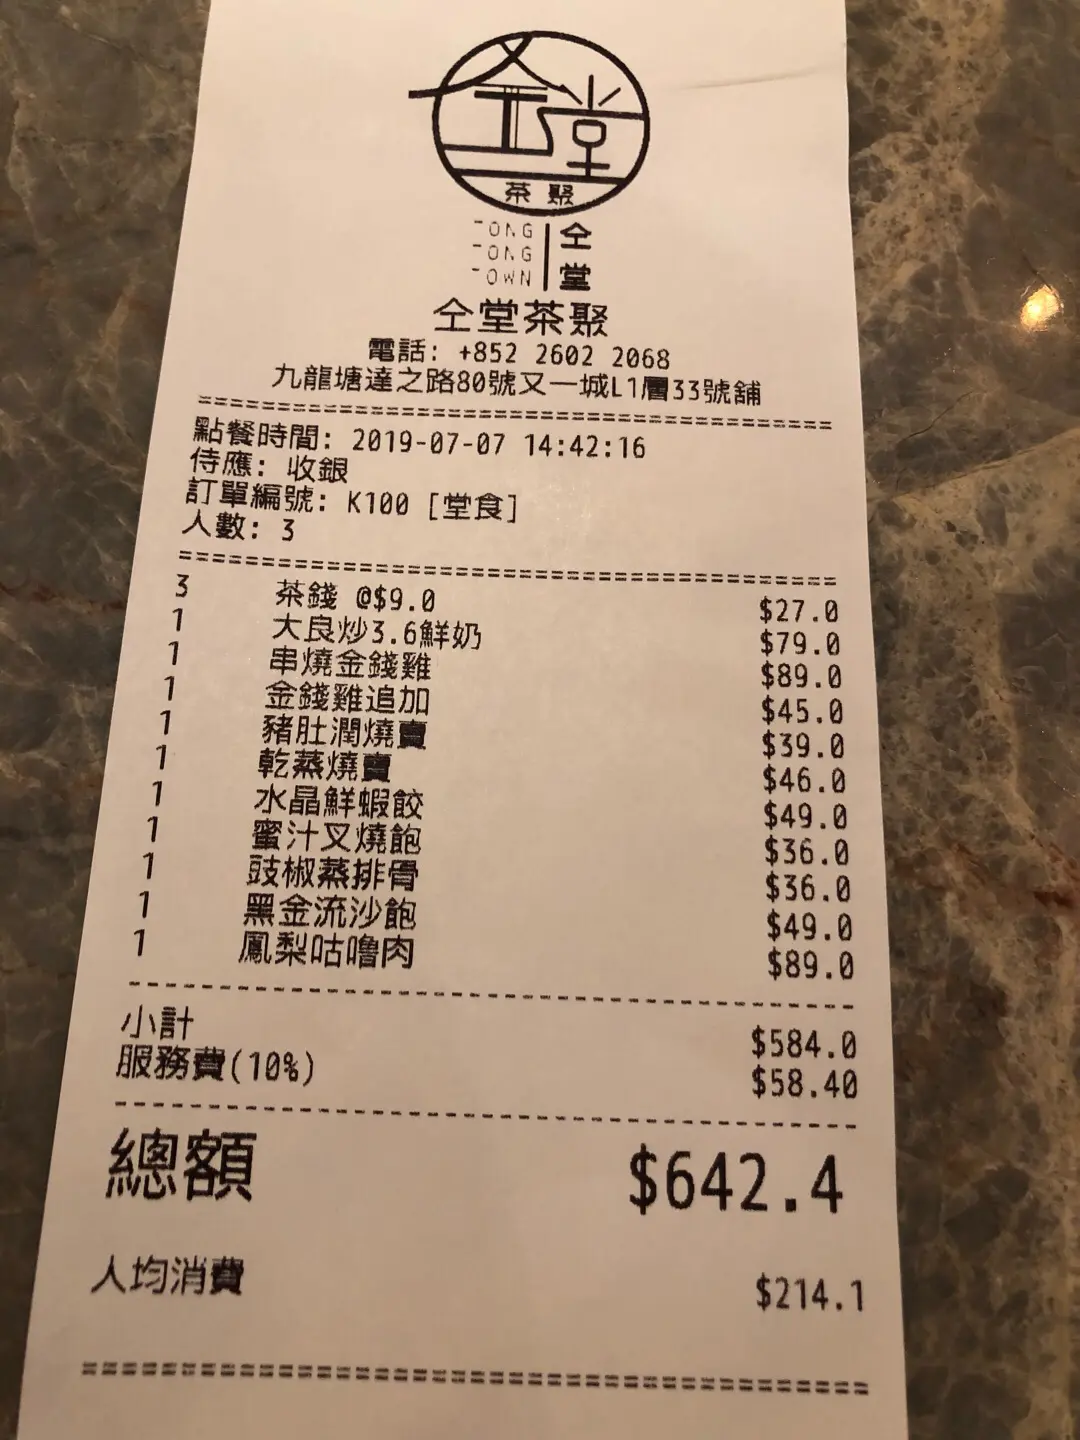 仝堂
茶聚
TONG
TONG
TOWN
仝
堂
仝堂茶聚
電話: +852 2602 2068
九龍塘達之路80號又一城L1層33號舖
點餐時間: 2019-07-07 14:42:16
侍應: 收銀
訂單編號: K100 [堂食]
人數: 3
3 茶錢 @$9.0 $27.0
1 大良炒3.6鮮奶 $79.0
1 串燒金錢雞 $89.0
1 金錢雞追加 $45.0
1 豬肚潤燒賣 $39.0
1 乾蒸燒賣 $46.0
1 水晶鮮蝦餃 $49.0
1 蜜汁叉燒飽 $36.0
1 豉椒蒸排骨 $36.0
1 黑金流沙飽 $49.0
1 鳳梨咕嚕肉 $89.0
小計 $584.0
服務費(10%) $58.40
總額 $642.4
人均消費 $214.1